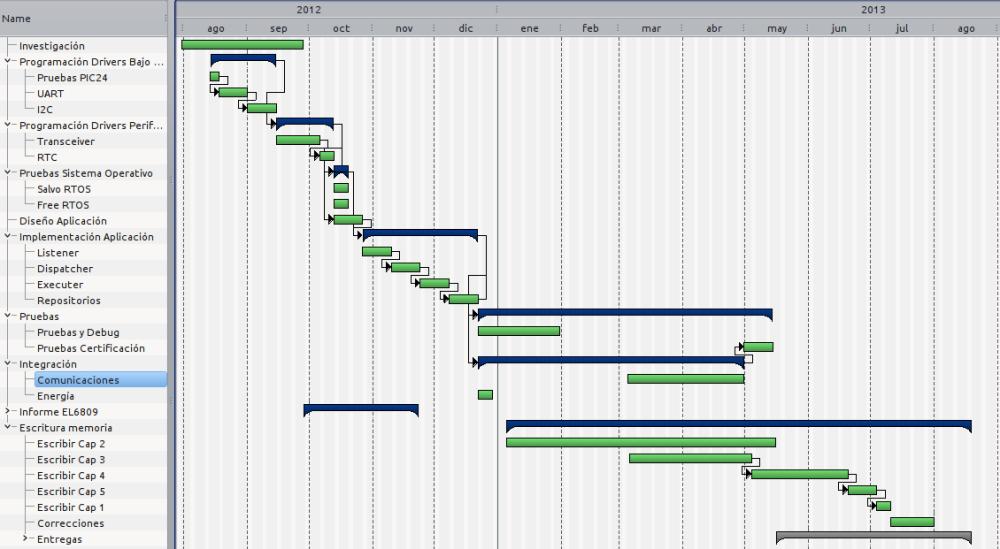 2012 2013
Name
ago sep oct nov dic ene feb mar abr may jun jul ago
Investigación
Programación Drivers Bajo ...
Pruebas PIC24
UART
I2C
Programación Drivers Perif...
Transceiver
RTC
Pruebas Sistema Operativo
Salvo RTOS
Free RTOS
Diseño Aplicación
Implementación Aplicación
Listener
Dispatcher
Executer
Repositorios
Pruebas
Pruebas y Debug
Pruebas Certificación
Integración
Comunicaciones
Energía
Informe EL6809
Escritura memoria
Escribir Cap 2
Escribir Cap 3
Escribir Cap 4
Escribir Cap 5
Escribir Cap 1
Correcciones
Entregas